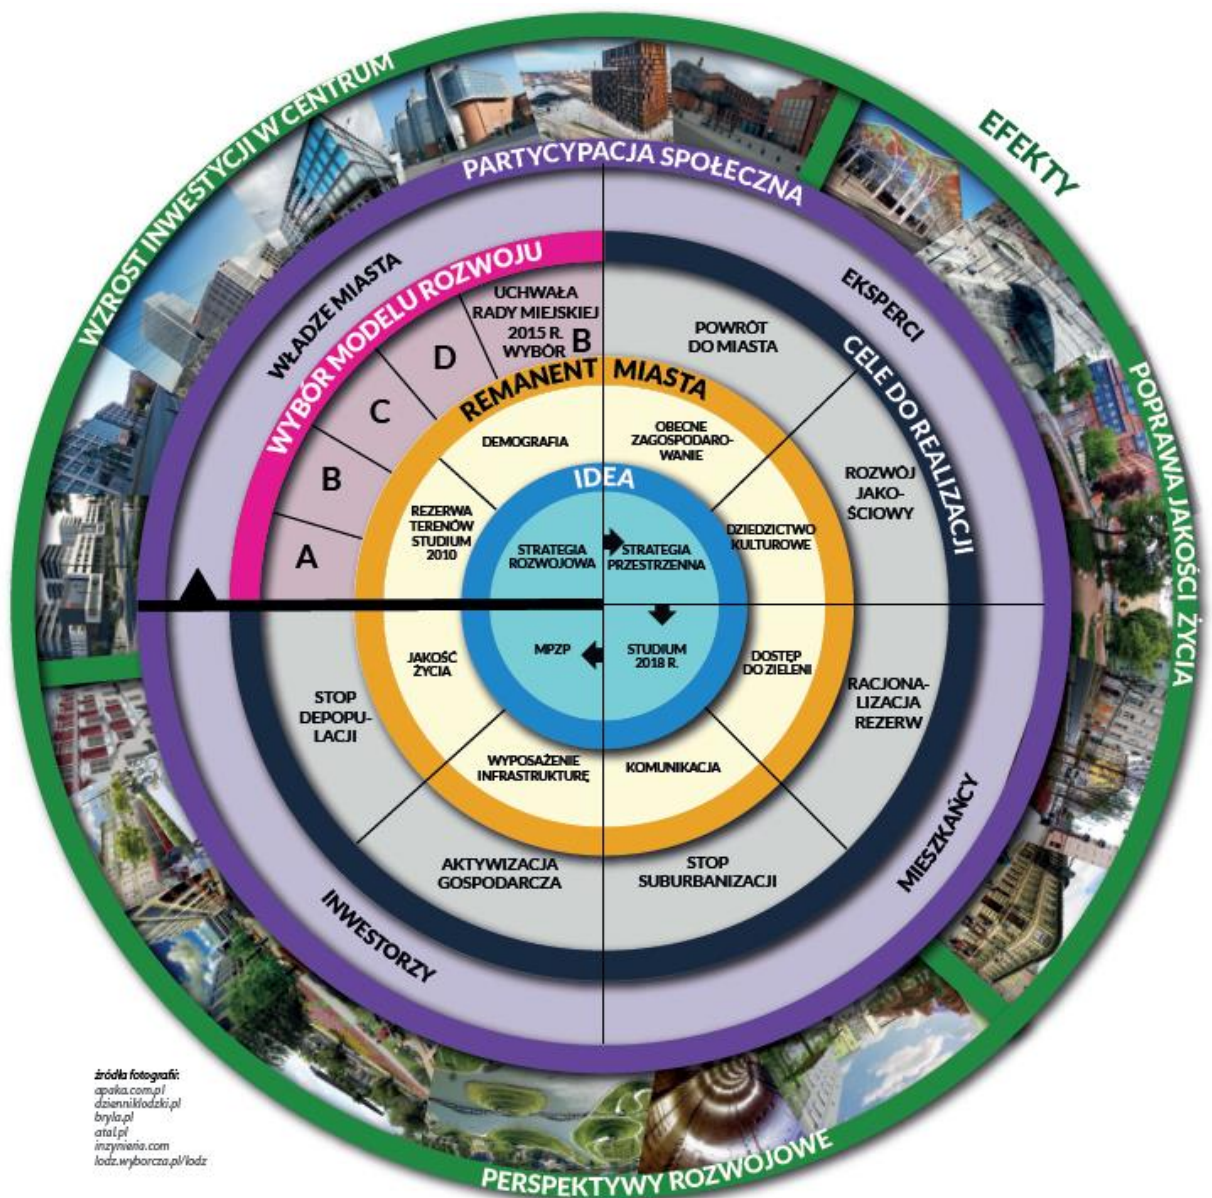 EFEKTY
WZROST INWESTYCJI W CENTRUM
POPRAWA JAKOŚCI ŻYCIA
PERSPEKTYWY ROZWOJOWE
PARTYCYPACJA SPOŁECZNA
WŁADZE MIASTA
EKSPERCI
MIESZKAŃCY
INWESTORZY
WYBÓR MODELU ROZWOJU
A
B
C
D
UCHWAŁA
RADY MIEJSKIEJ
2015 R.
WYBÓR B
CELE DO REALIZACJI
POWRÓT
DO MIASTA
ROZWÓJ
JAKO-
ŚCIOWY
RACJONA-
LIZACJA
REZERW
STOP
SUBURBANIZACJI
AKTYWIZACJA
GOSPODARCZA
STOP
DEPOPU-
LACJI
REMANENT MIASTA
DEMOGRAFIA
OBECNE
ZAGOSPODARO-
WANIE
DZIEDZICTWO
KULTUROWE
DOSTĘP
DO ZIELENI
KOMUNIKACJA
WYPOSAŻENIE
INFRASTRUKTURĘ
JAKOŚĆ
ŻYCIA
REZERWA
TERENÓW
STUDIUM
2010
IDEA
STRATEGIA
ROZWOJOWA
STRATEGIA
PRZESTRZENNA
STUDIUM
2018 R.
MPZP
źródła fotografii:
apaka.com.pl
dzienniklodzki.pl
bryla.pl
atal.pl
inzynieria.com
lodz.wyborcza.pl/lodz